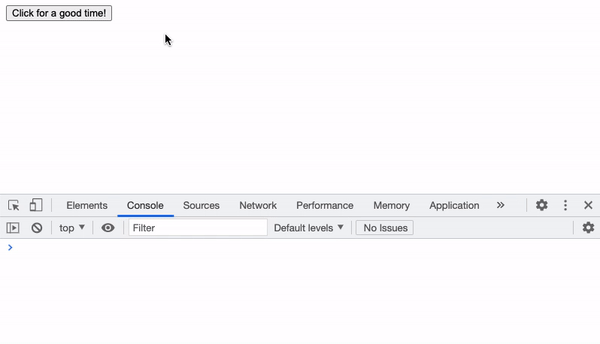 Click for a good time!
Elements Console Sources Network Performance Memory Application
top Filter Default levels No Issues